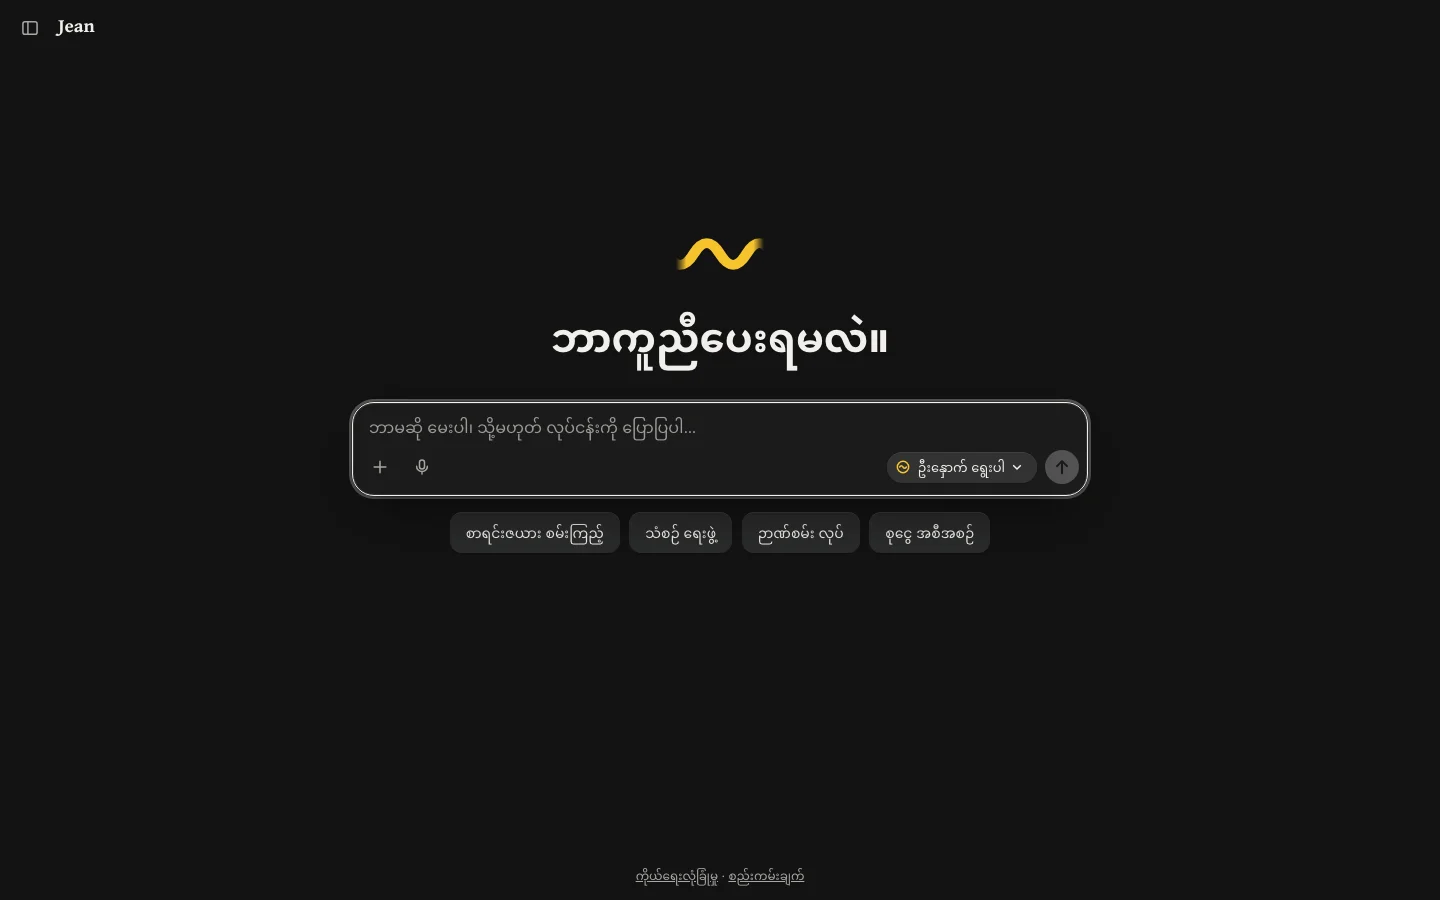 Jean
ဘာကူညီပေးရမလဲ။
ဘာမဆို မေးပါ၊ သို့မဟုတ် လုပ်ငန်းကို ပြောပြပါ...
ဦးနှောက် ရွေးပါ
စာရင်းဇယား စမ်းကြည့်
သံစဉ် ရေးဖွဲ့
ဉာဏ်စမ်း လုပ်
စုငွေ အစီအစဉ်
ကိုယ်ရေးလုံခြုံမှု · စည်းကမ်းချက်